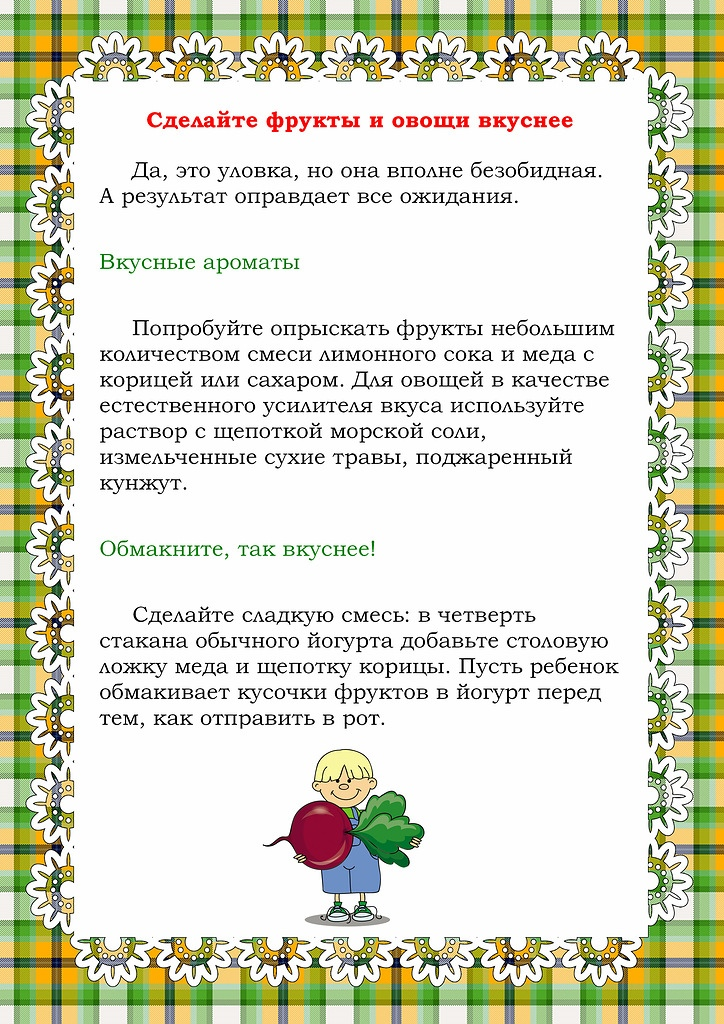 Сделайте фрукты и овощи вкуснее
Да, это уловка, но она вполне безобидная.
А результат оправдает все ожидания.
Вкусные ароматы
Попробуйте опрыскать фрукты небольшим
количеством смеси лимонного сока и меда с
корицей или сахаром. Для овощей в качестве
естественного усилителя вкуса используйте
раствор с щепоткой морской соли,
измельченные сухие травы, поджаренный
кунжут.
Обмакните, так вкуснее!
Сделайте сладкую смесь: в четверть
стакана обычного йогурта добавьте столовую
ложку меда и щепотку корицы. Пусть ребенок
обмакивает кусочки фруктов в йогурт перед
тем, как отправить в рот.